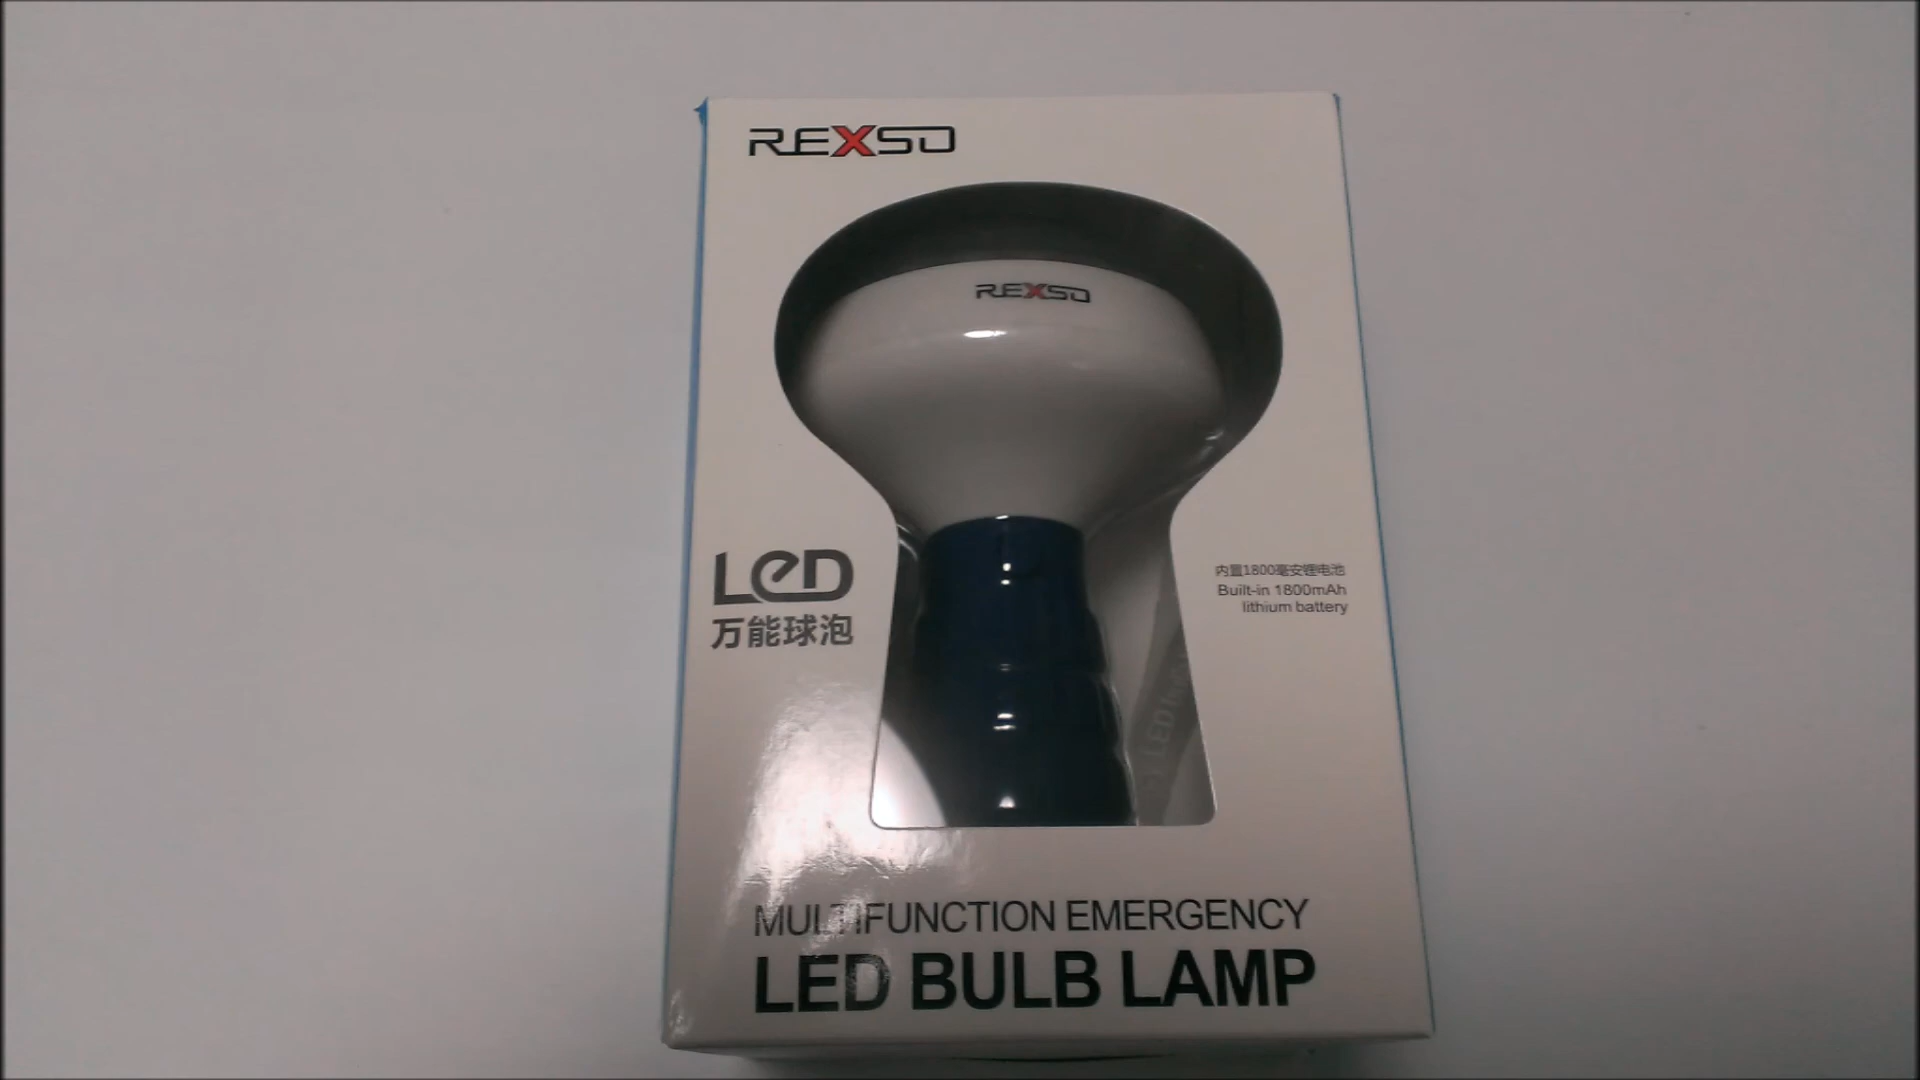 REXSO
REXSO
LED
万能球泡
内置1800毫安锂电池
Built-in 1800mAh
lithium battery
LED
MULTIFUNCTION EMERGENCY
LED BULB LAMP